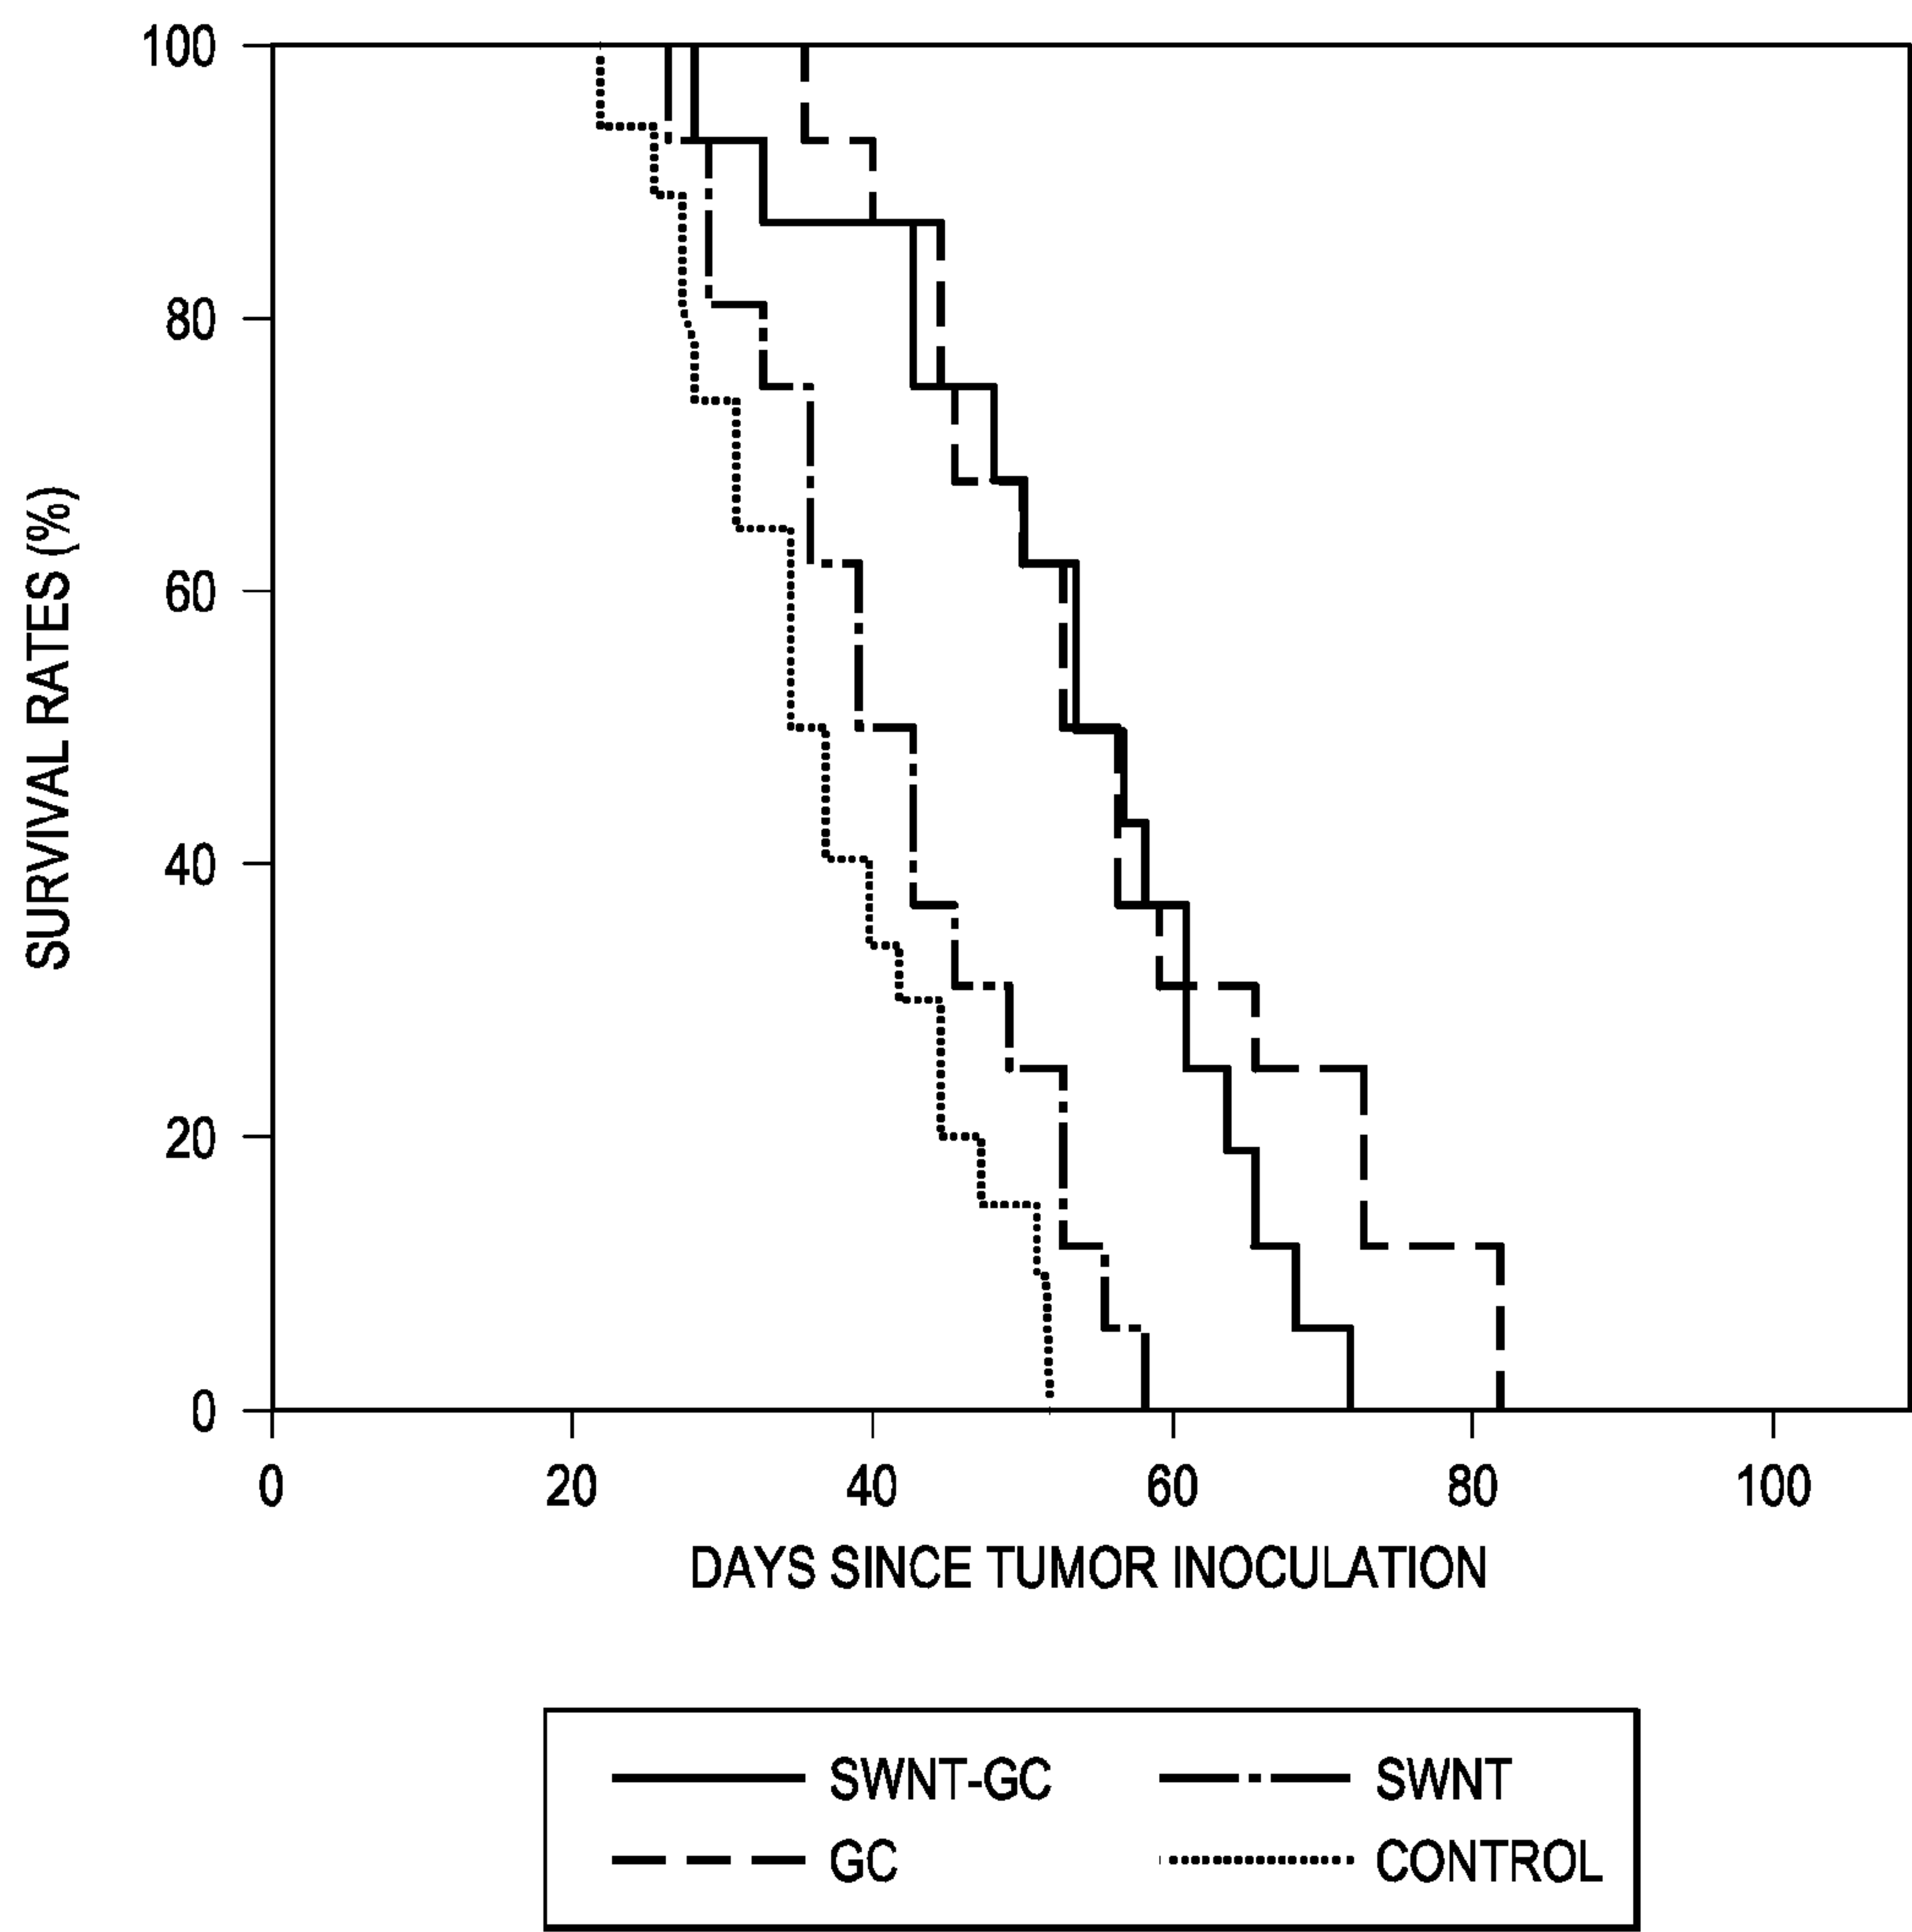 SURVIVAL RATES (%)
100
80
60
40
20
0
0 20 40 60 80 100
DAYS SINCE TUMOR INOCULATION
SWNT-GC SWNT
GC CONTROL